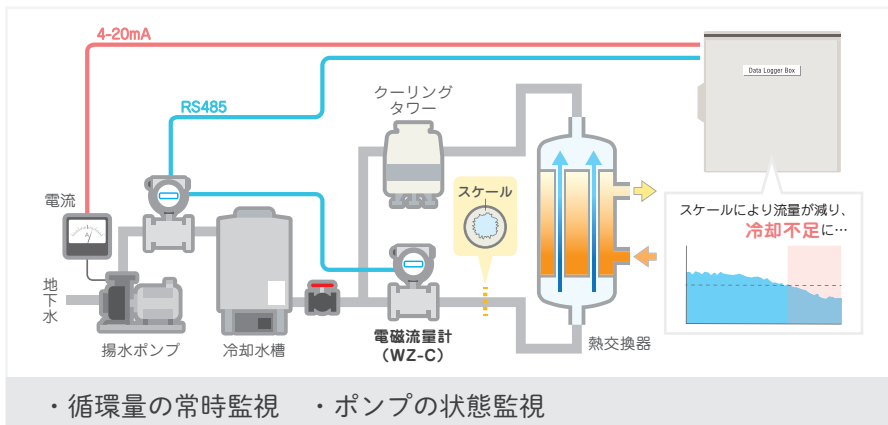 4-20mA
RS485
クーリング
タワー
Data Logger Box
電流
A
スケール
スケールにより流量が減り、
冷却不足に…
地下水
揚水ポンプ
冷却水槽
電磁流量計
（WZ-C）
熱交換器
・循環量の常時監視　・ポンプの状態監視